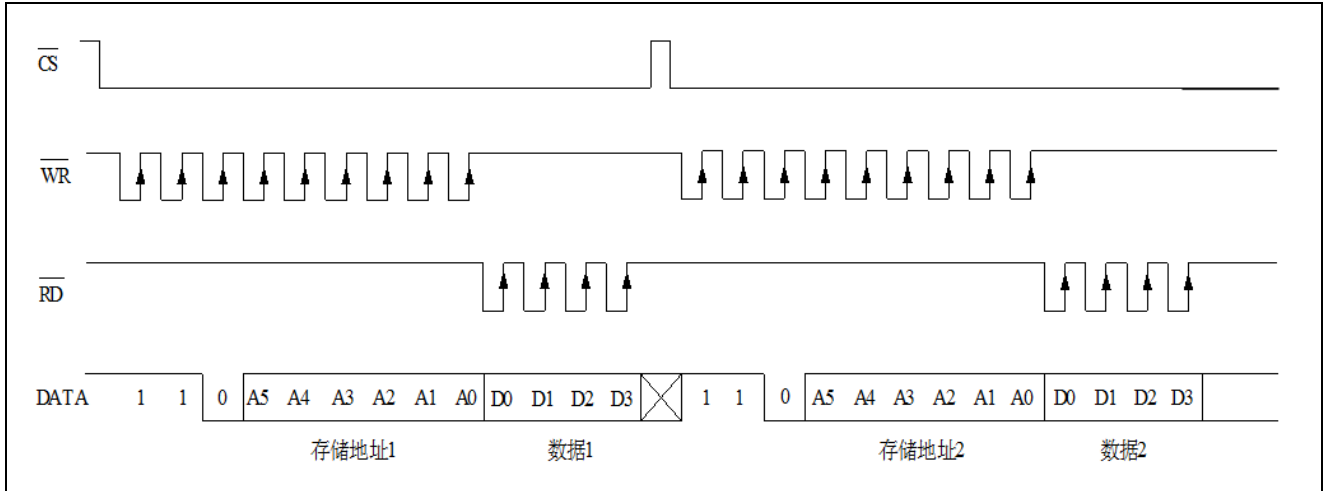 CS
WR
RD
DATA 1 1 0 A5 A4 A3 A2 A1 A0 D0 D1 D2 D3 1 1 0 A5 A4 A3 A2 A1 A0 D0 D1 D2 D3
存储地址1 数据1 存储地址2 数据2